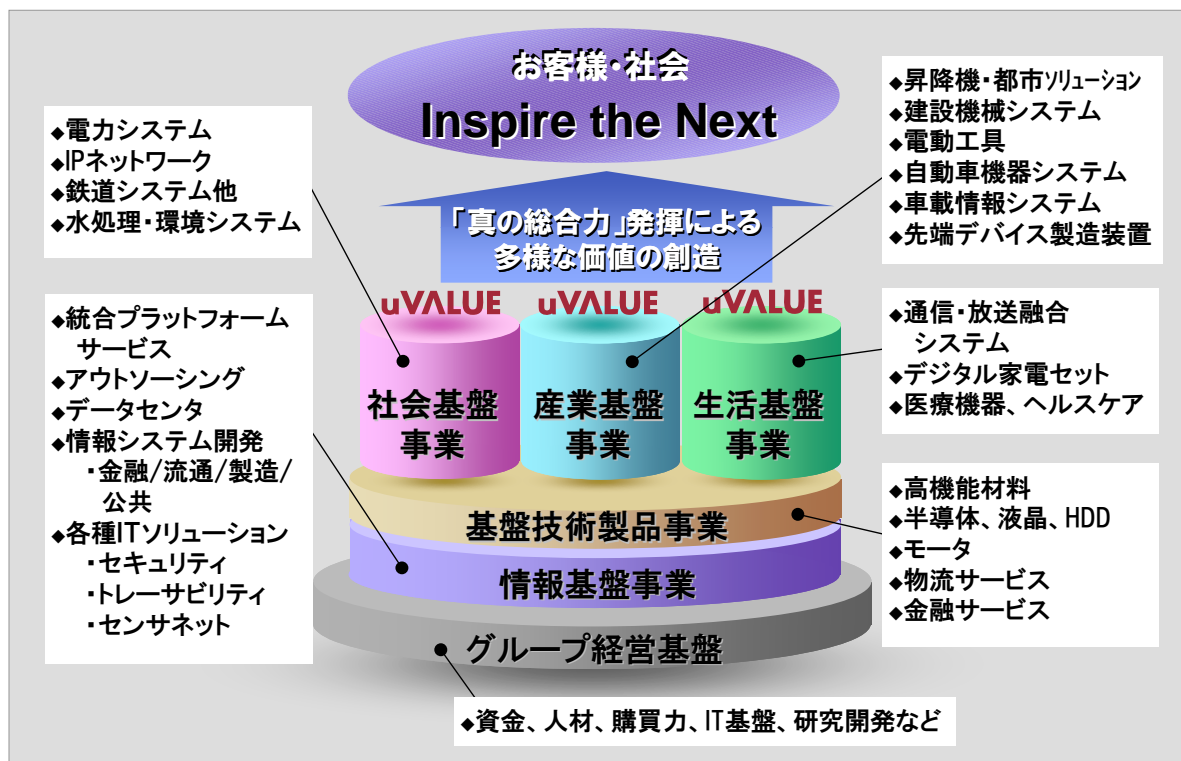 お客様・社会
Inspire the Next
「真の総合力」発揮による
多様な価値の創造
◆電力システム
◆IPネットワーク
◆鉄道システム他
◆水処理・環境システム
◆統合プラットフォーム
サービス
◆アウトソーシング
◆データセンタ
◆情報システム開発
・金融/流通/製造/
公共
◆各種ITソリューション
・セキュリティ
・トレーサビリティ
・センサネット
uVALUE
uVALUE
uVALUE
社会基盤
事業
産業基盤
事業
生活基盤
事業
基盤技術製品事業
情報基盤事業
グループ経営基盤
◆昇降機・都市ソリューション
◆建設機械システム
◆電動工具
◆自動車機器システム
◆車載情報システム
◆先端デバイス製造装置
◆通信・放送融合
システム
◆デジタル家電セット
◆医療機器、ヘルスケア
◆高機能材料
◆半導体、液晶、HDD
◆モータ
◆物流サービス
◆金融サービス
◆資金、人材、購買力、IT基盤、研究開発など